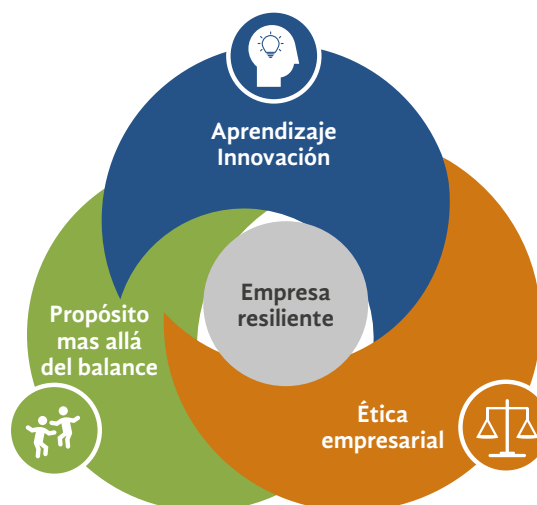 Aprendizaje
Innovación
Empresa
resiliente
Propósito
mas allá
del balance
Ética
empresarial